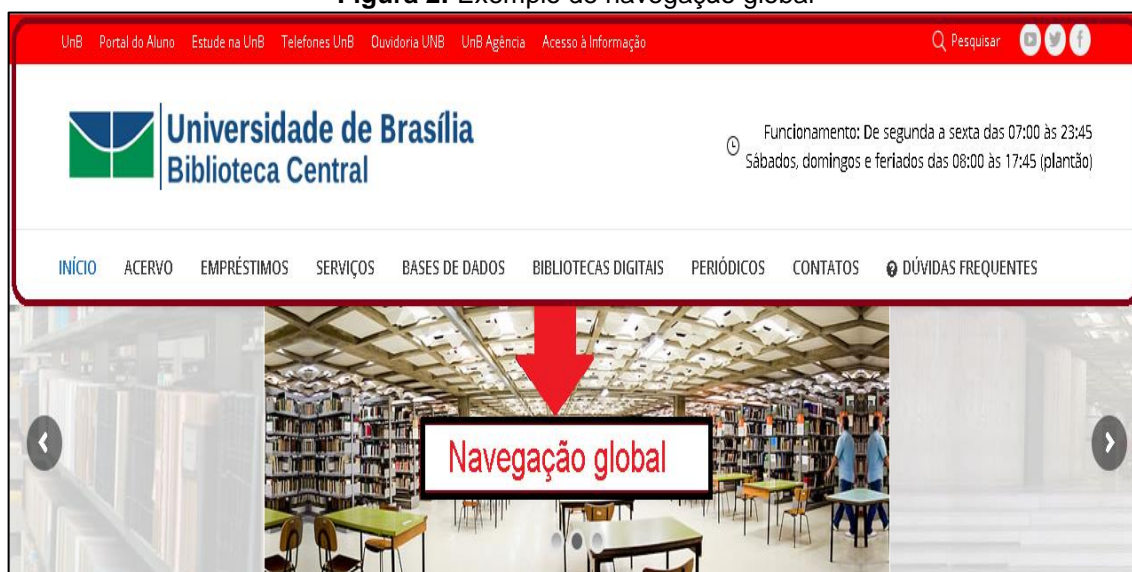 Figura 2: Exemplo de navegação global
UnB Portal do Aluno Estude na UnB Telefones UnB Ouvidoria UNB UnB Agência Acesso à Informação Pesquisar
Universidade de Brasília
Biblioteca Central
Funcionamento: De segunda a sexta das 07:00 às 23:45
Sábados, domingos e feriados das 08:00 às 17:45 (plantão)
INÍCIO ACERVO EMPRÉSTIMOS SERVIÇOS BASES DE DADOS BIBLIOTECAS DIGITAIS PERIÓDICOS CONTATOS DÚVIDAS FREQUENTES
Navegação global